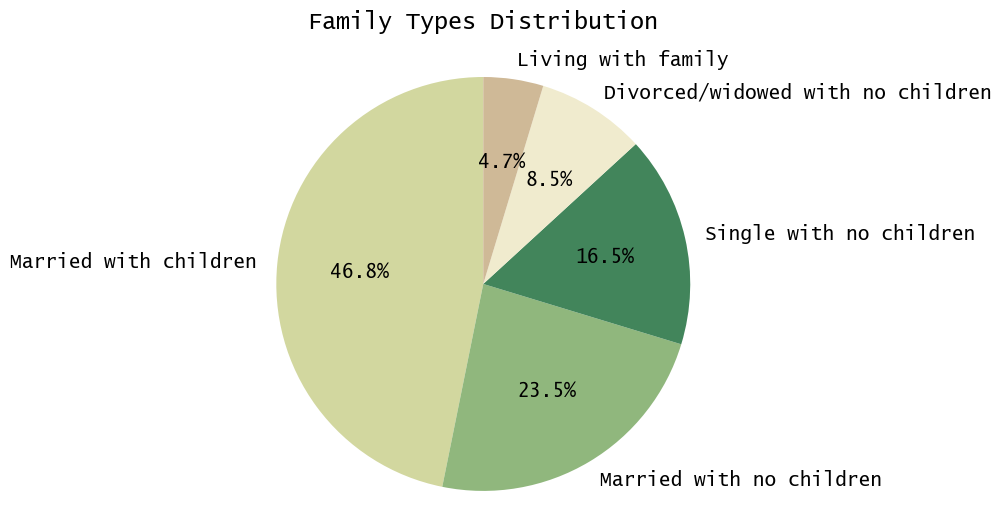 Family Types Distribution
Living with family
Divorced/widowed with no children
4.7%
8.5%
Single with no children
16.5%
Married with children
46.8%
23.5%
Married with no children